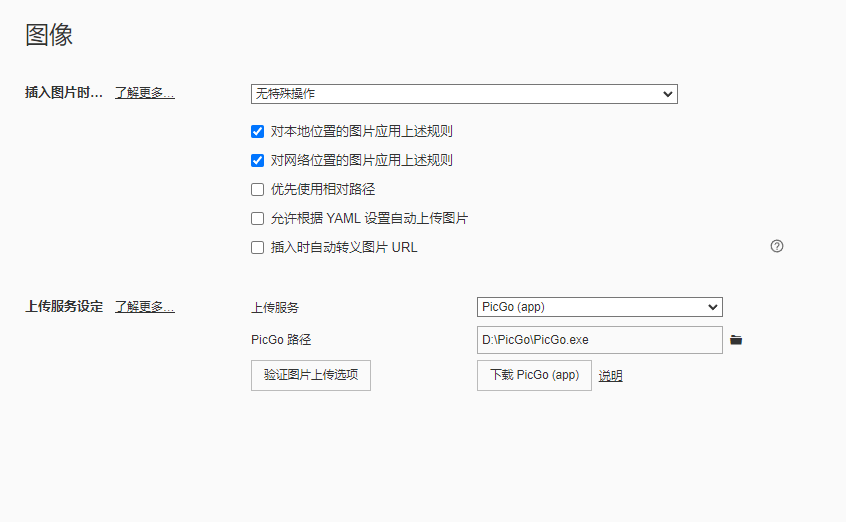 图像
插入图片时... 了解更多... 无特殊操作
对本地位置的图片应用上述规则
对网络位置的图片应用上述规则
优先使用相对路径
允许根据 YAML 设置自动上传图片
插入时自动转义图片 URL
上传服务设定 了解更多... 上传服务 PicGo (app)
PicGo 路径 D:\PicGo\PicGo.exe
验证图片上传选项 下载 PicGo (app) 说明